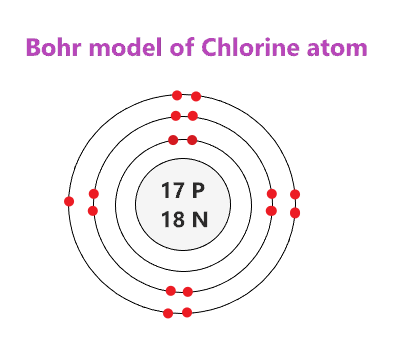 Bohr model of Chlorine atom
17 P
18 N